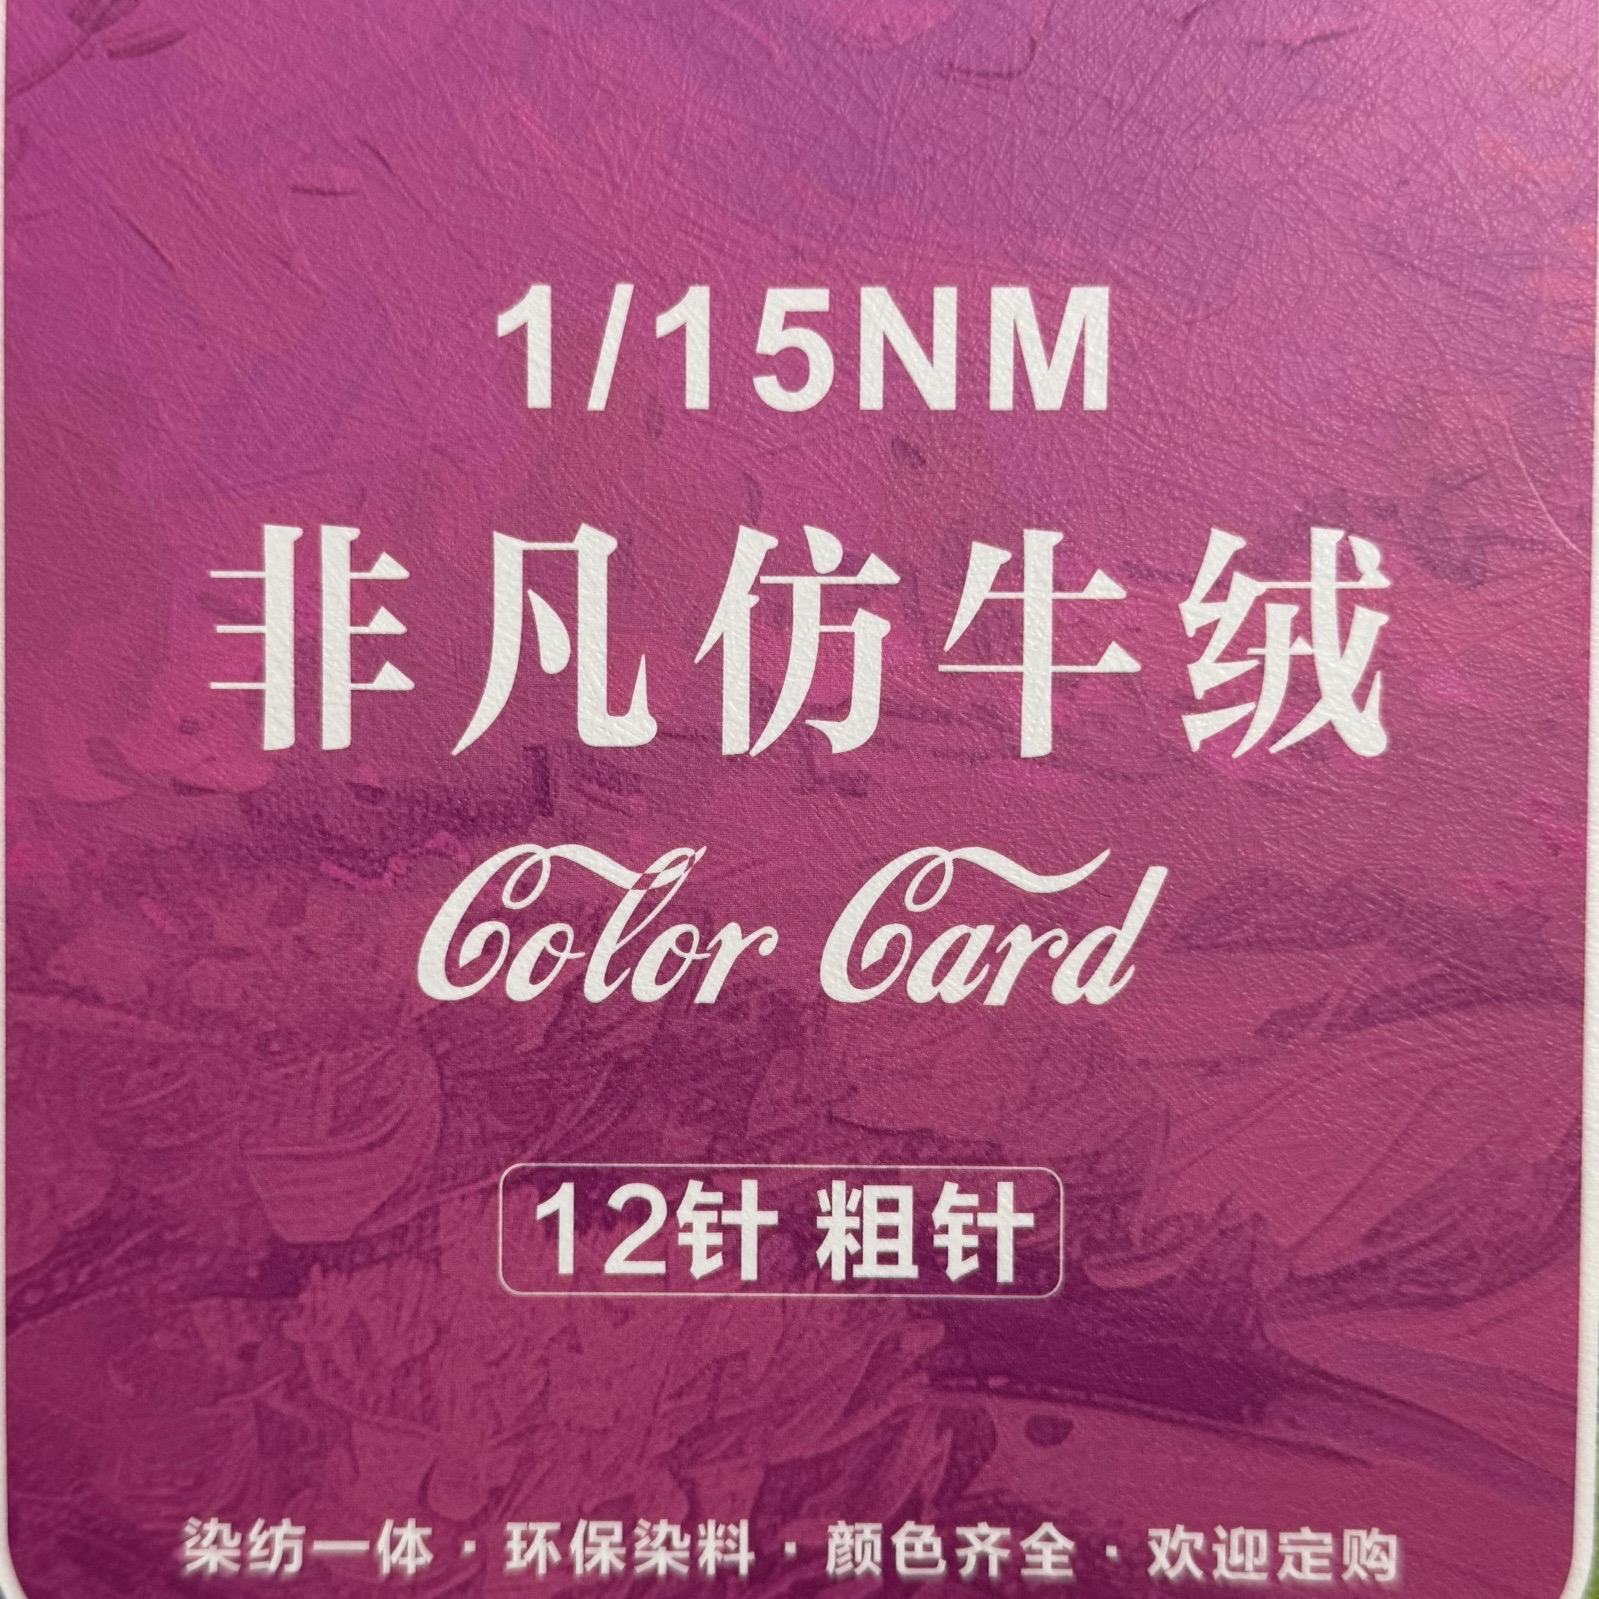 1/15NM
非凡仿牛绒
Color Card
12针 粗针
染纺一体 · 环保染料 · 颜色齐全 · 欢迎定购